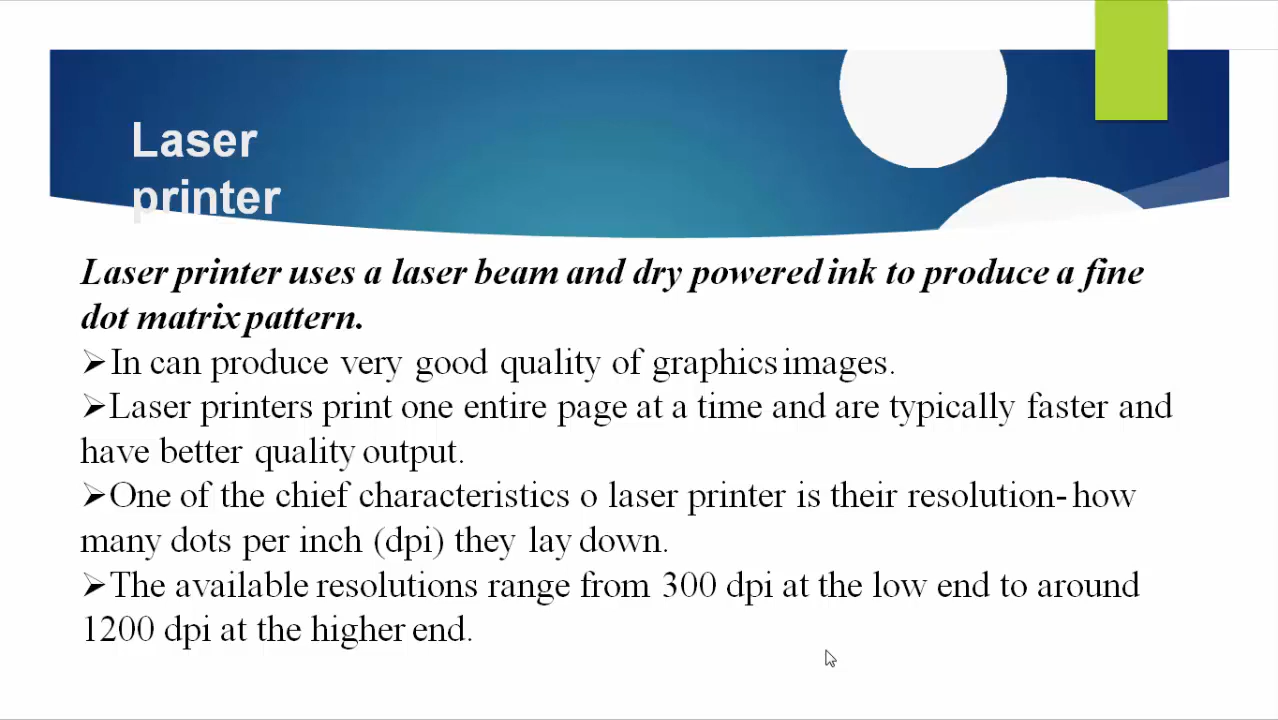 Laser
printer
Laser printer uses a laser beam and dry powered ink to produce a fine
dot matrix pattern.
➢In can produce very good quality of graphics images.
➢Laser printers print one entire page at a time and are typically faster and
have better quality output.
➢One of the chief characteristics o laser printer is their resolution- how
many dots per inch (dpi) they lay down.
➢The available resolutions range from 300 dpi at the low end to around
1200 dpi at the higher end.